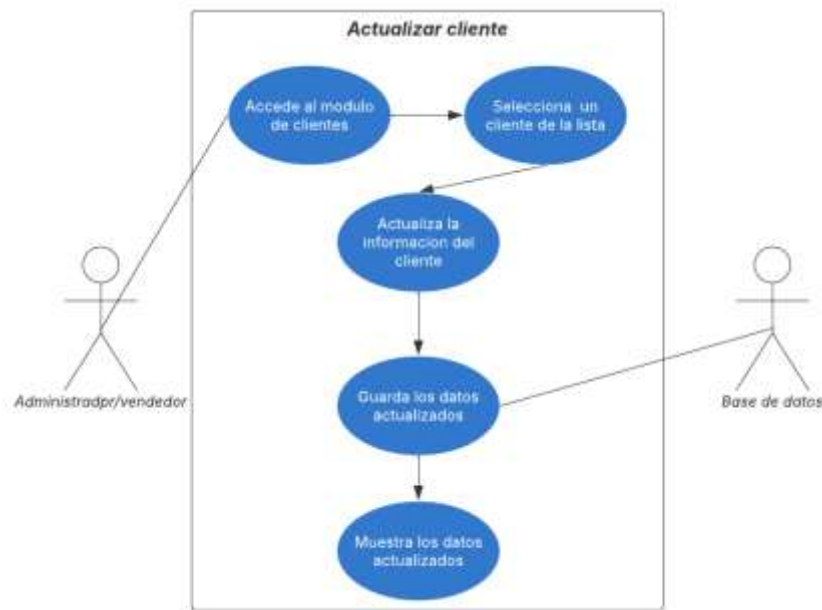 Actualizar cliente
Accede al modulo
de clientes
Selecciona un
cliente de la lista
Actualiza la
informacion del
cliente
Administradpr/vendedor
Guarda los datos
actualizados
Base de datos
Muestra los datos
actualizados